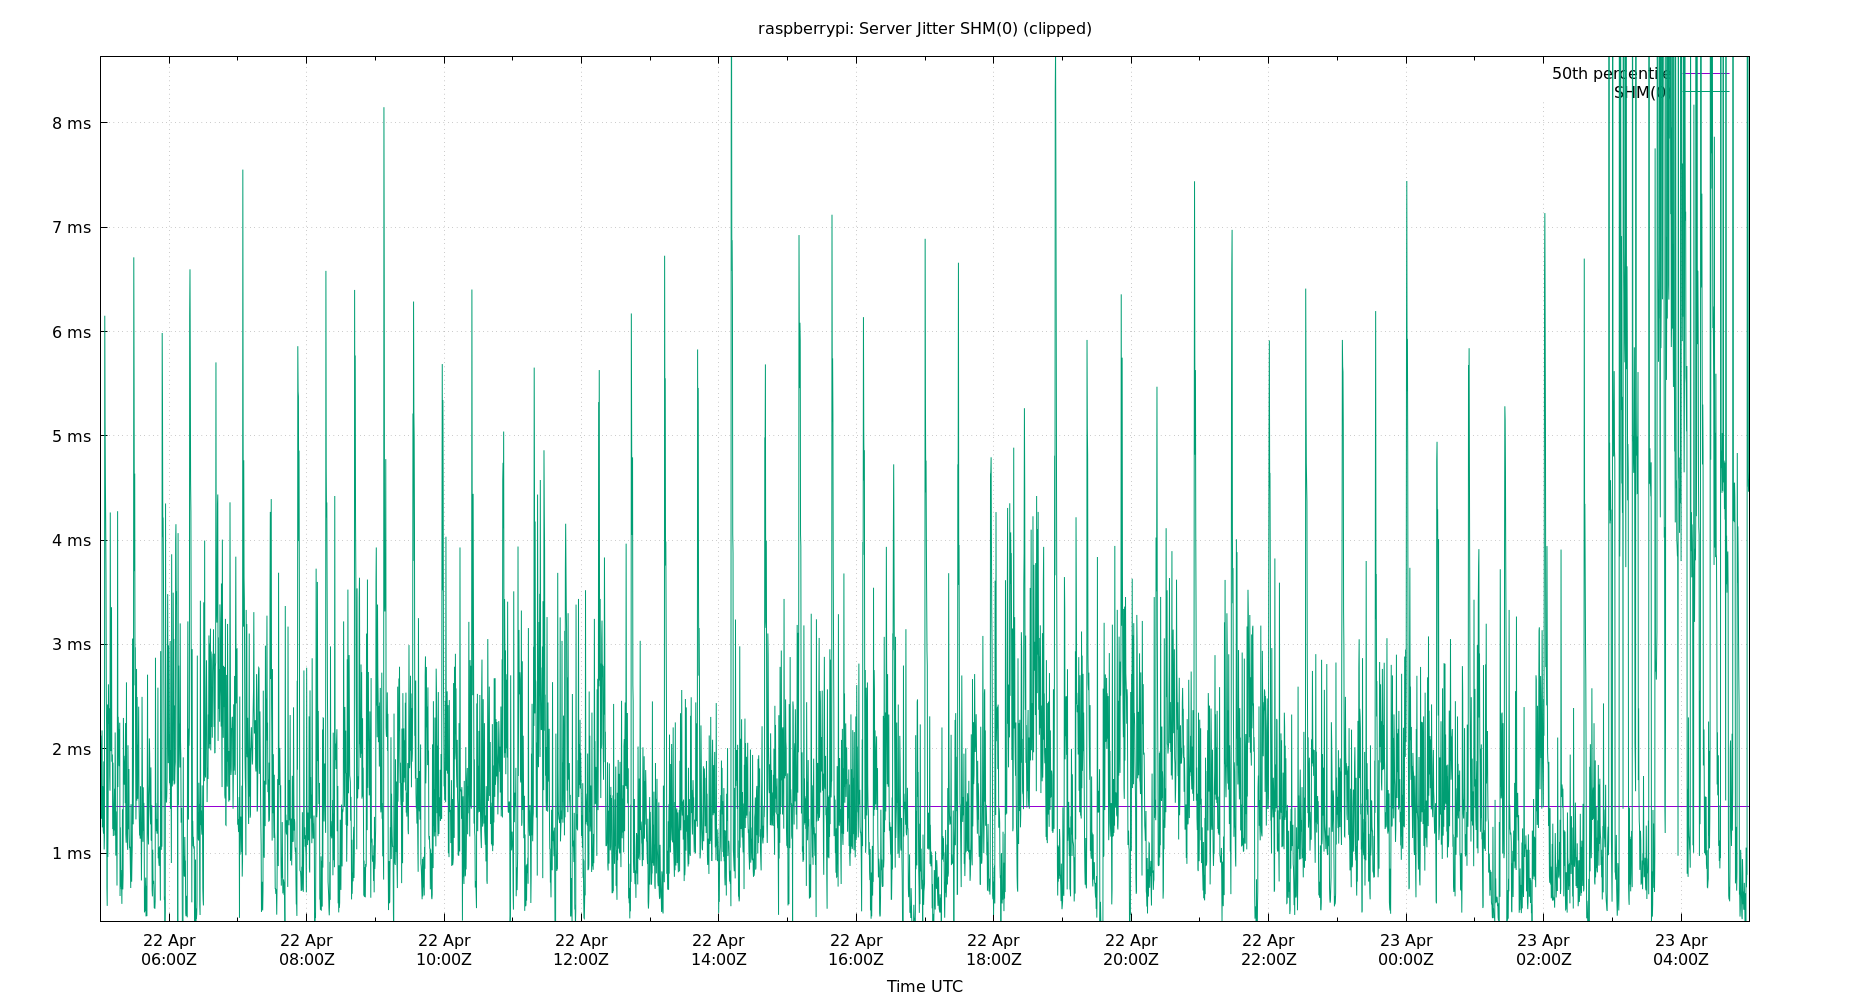 raspberrypi: Server Jitter SHM(0) (clipped)
50th percentile
SHM(0)
8 ms
7 ms
6 ms
5 ms
4 ms
3 ms
2 ms
1 ms
22 Apr 22 Apr 22 Apr 22 Apr 22 Apr 22 Apr 22 Apr 22 Apr 22 Apr 23 Apr 23 Apr 23 Apr
06:00Z 08:00Z 10:00Z 12:00Z 14:00Z 16:00Z 18:00Z 20:00Z 22:00Z 00:00Z 02:00Z 04:00Z
Time UTC